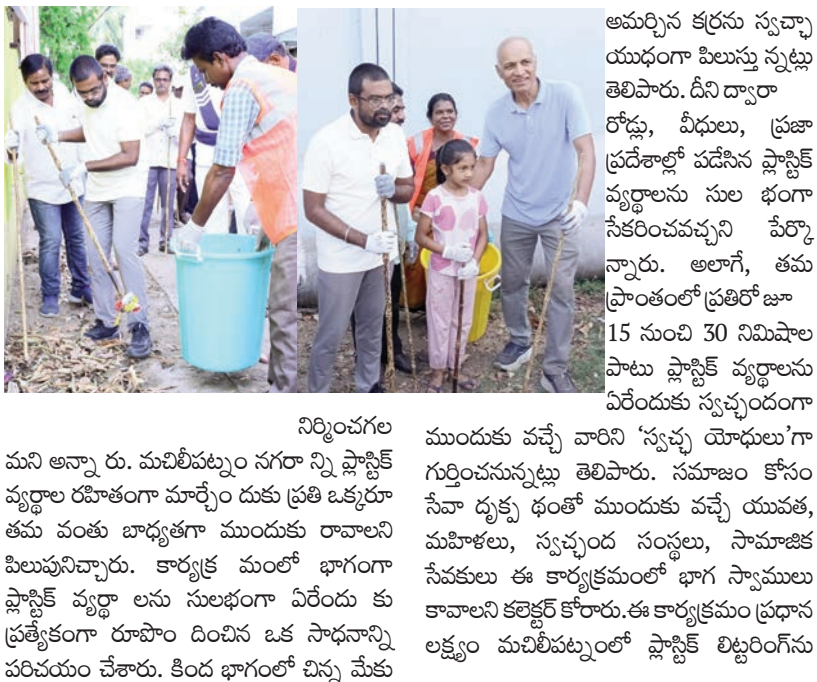 నిర్మించగల
మని అన్నా రు. మచిలీపట్నం నగరా న్ని ప్లాస్టిక్
వ్యర్థాల రహితంగా మార్చేం దుకు ప్రతి ఒక్కరూ
తమ వంతు బాధ్యతగా ముందుకు రావాలని
పిలుపునిచ్చారు. కార్యక్ర మంలో భాగంగా
ప్లాస్టిక్ వ్యర్థా లను సులభంగా ఏరేందు కు
ప్రత్యేకంగా రూపొం దించిన ఒక సాధనాన్ని
పరిచయం చేశారు. కింద భాగంలో చిన్న మేకు
అమర్చిన కర్రను స్వచ్ఛా
యుధంగా పిలుస్తు న్నట్లు
తెలిపారు. దీని ద్వారా
రోడ్లు, వీధులు, ప్రజా
ప్రదేశాల్లో పడేసిన ప్లాస్టిక్
వ్యర్థాలను సుల భంగా
సేకరించవచ్చని పేర్కొ
న్నారు. అలాగే, తమ
ప్రాంతంలో ప్రతిరో జూ
15 నుంచి 30 నిమిషాల
పాటు ప్లాస్టిక్ వ్యర్థాలను
ఏరేందుకు స్వచ్ఛందంగా
ముందుకు వచ్చే వారిని ‘స్వచ్ఛ యోధులు’గా
గుర్తించనున్నట్లు తెలిపారు. సమాజం కోసం
సేవా దృక్ప థంతో ముందుకు వచ్చే యువత,
మహిళలు, స్వచ్ఛంద సంస్థలు, సామాజిక
సేవకులు ఈ కార్యక్రమంలో భాగ స్వాములు
కావాలని కలెక్టర్ కోరారు.ఈ కార్యక్రమం ప్రధాన
లక్ష్యం మచిలీపట్నంలో ప్లాస్టిక్ లిట్టరింగ్‌ను